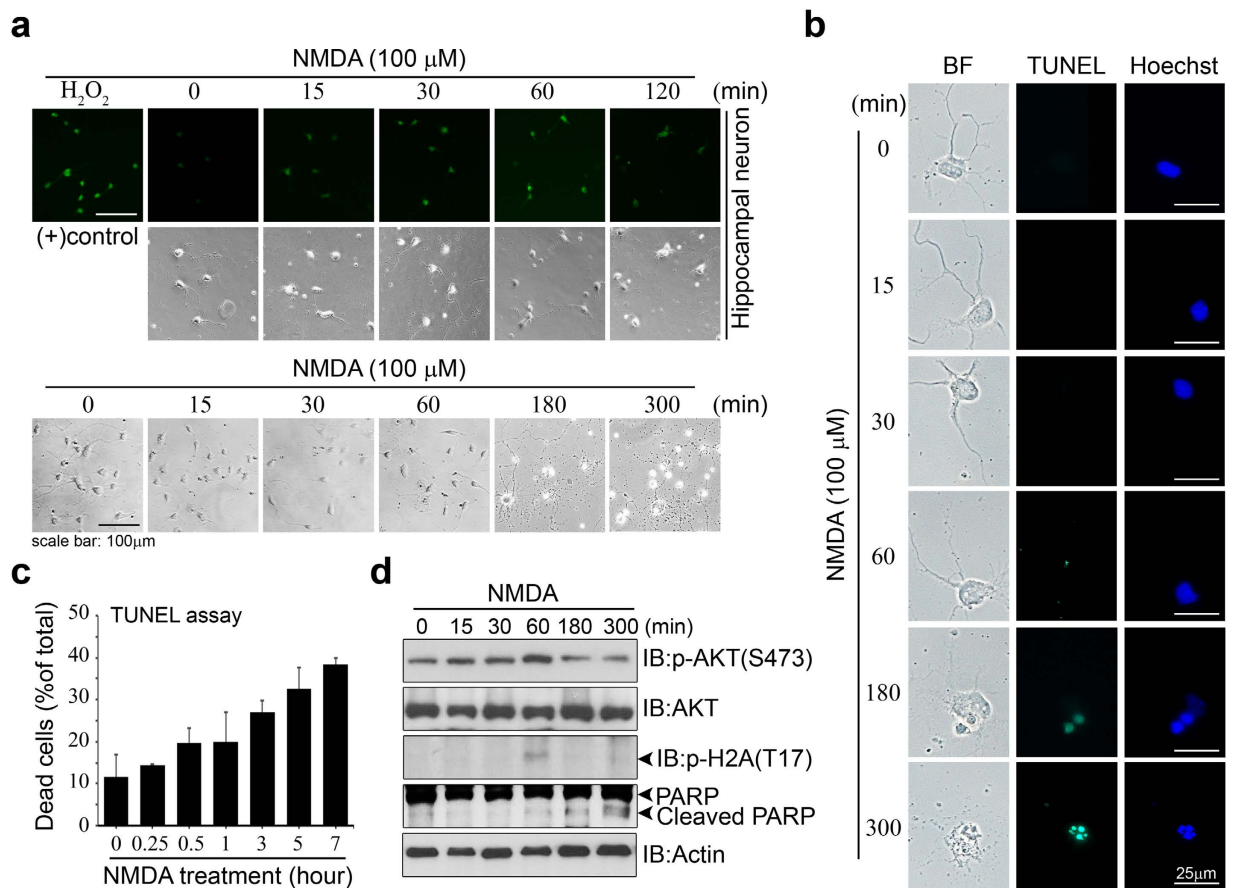 a
NMDA (100 µM)
H₂O₂ 0 15 30 60 120 (min)
Hippocampal neuron
(+)control
NMDA (100 µM)
0 15 30 60 180 300 (min)
scale bar: 100µm
b
BF TUNEL Hoechst
(min)
0
15
30
60
180
300
NMDA (100 µM)
25µm
c
TUNEL assay
Dead cells (%of total)
50
40
30
20
10
0
0 0.25 0.5 1 3 5 7
NMDA treatment (hour)
d
NMDA
0 15 30 60 180 300 (min)
IB:p-AKT(S473)
IB:AKT
IB:p-H2A(T17)
PARP
Cleaved PARP
IB:Actin